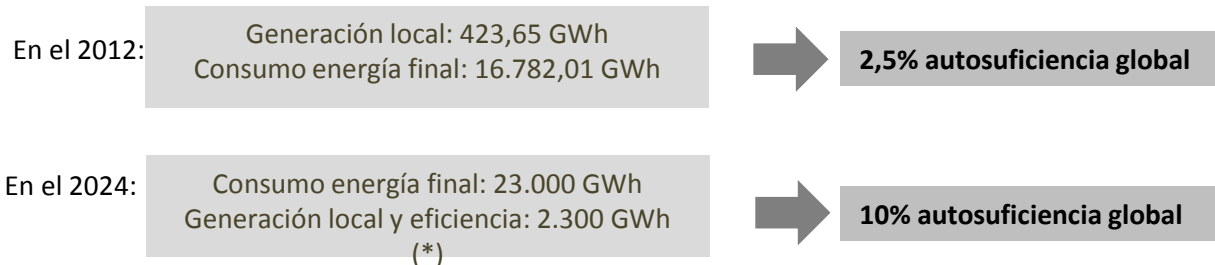 En el 2012:
Generación local: 423,65 GWh
Consumo energía final: 16.782,01 GWh
2,5% autosuficiencia global
En el 2024:
Consumo energía final: 23.000 GWh
Generación local y eficiencia: 2.300 GWh
(*)
10% autosuficiencia global